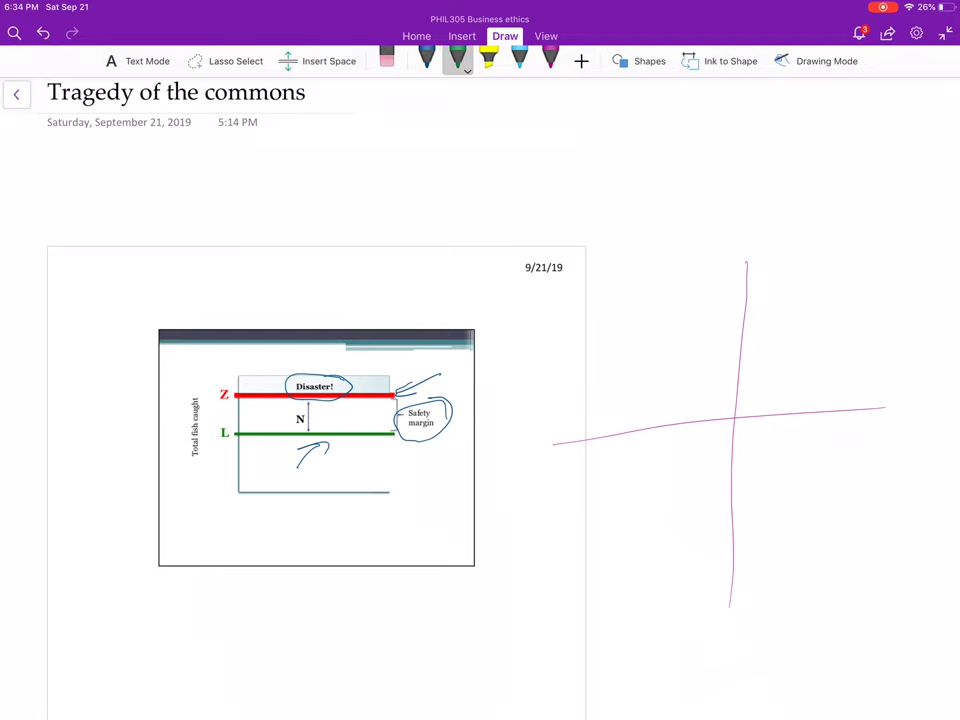 6:34 PM Sat Sep 21
26%
PHIL305 Business ethics
Home Insert Draw View
3
A Text Mode Lasso Select Insert Space Shapes Ink to Shape Drawing Mode
Tragedy of the commons
Saturday, September 21, 2019 5:14 PM
9/21/19
Disaster!
Z
Total fish caught
N
Safety
margin
L